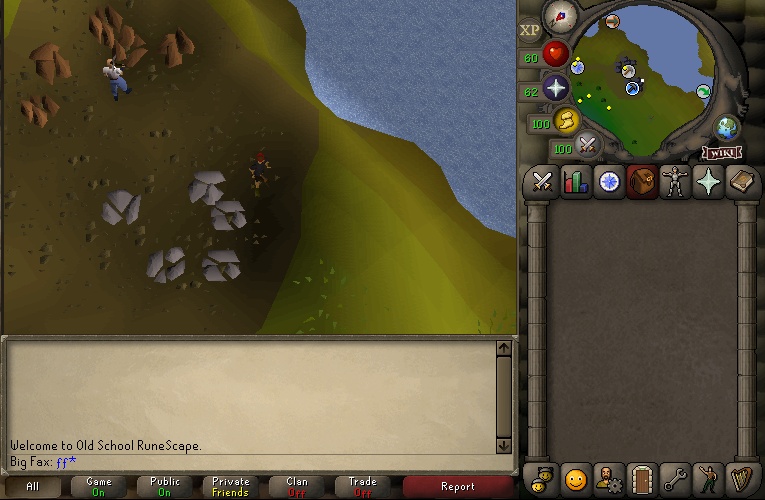 XP
60
62
100
100
WIKI
Welcome to Old School RuneScape.
Big Fax: ff*
All
Game
On
Public
On
Private
Friends
Clan
Off
Trade
Off
Report